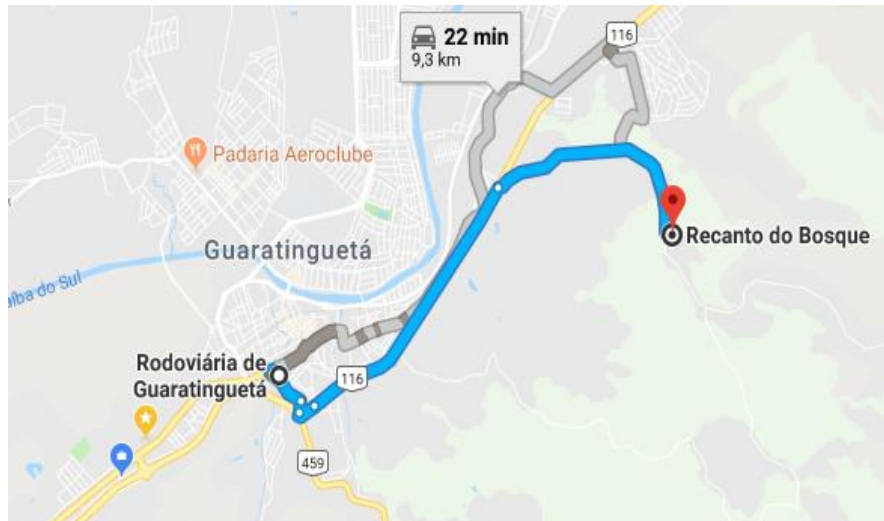 116
22 min
9,3 km
Padaria Aeroclube
Guaratinguetá
Recanto do Bosque
aíba do Sul
Rodoviária de
Guaratinguetá
116
459